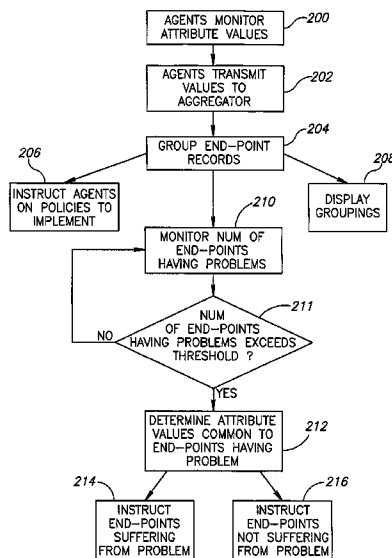 AGENTS MONITOR
ATTRIBUTE VALUES
200
AGENTS TRANSMIT
VALUES TO
AGGREGATOR
202
GROUP END-POINT
RECORDS
204
206
INSTRUCT AGENTS
ON POLICIES TO
IMPLEMENT
208
DISPLAY
GROUPINGS
210
MONITOR NUM OF
END-POINTS
HAVING PROBLEMS
211
NUM
OF END-POINTS
HAVING PROBLEMS EXCEEDS
THRESHOLD ?
NO
YES
DETERMINE ATTRIBUTE
VALUES COMMON TO
END-POINTS HAVING
PROBLEM
212
214
INSTRUCT
END-POINTS
SUFFERING
FROM PROBLEM
216
INSTRUCT
END-POINTS
NOT SUFFERING
FROM PROBLEM